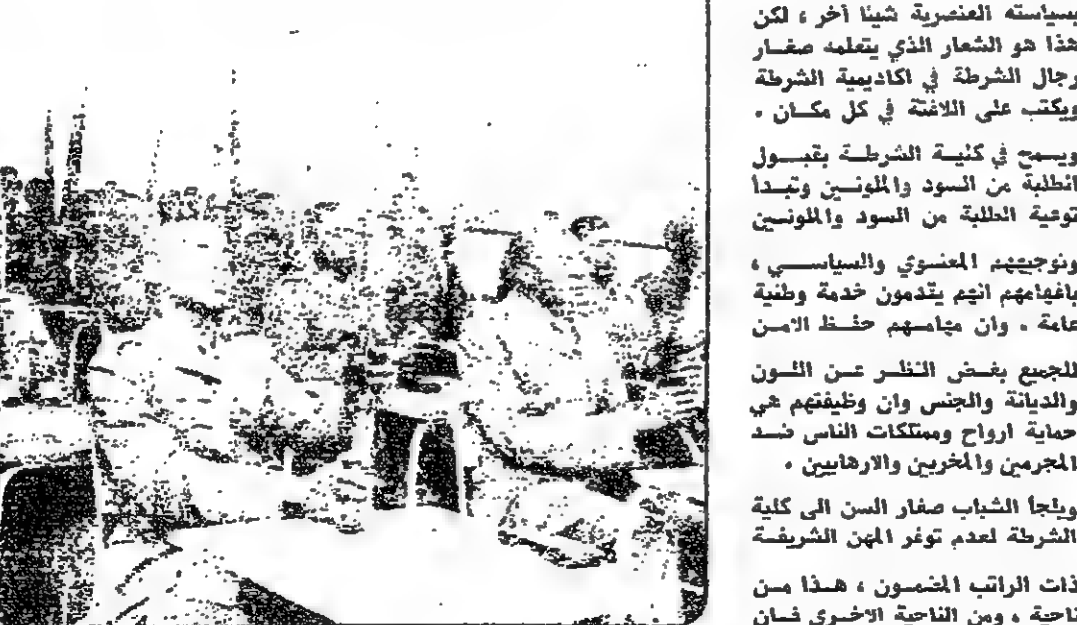 بسياسته العنصرية شيئا آخر ، لكن
هذا هو الشعار الذي يتعلمه صغار
رجال الشرطة في اكاديمية الشرطة
ويكتب على اللافتة في كل مكان .
ويسمح في كلية الشرطة بقبول
الطلبة من السود والملونين وتبدأ
توعية الطلبة من السود والملونين
وتوجيههم المعنوي والسياسي ،
بافهامهم انهم يقدمون خدمة وطنية
عامة . وان مهامهم حفظ الامن
للجميع بغض النظر عن اللون
والديانة والجنس وان وظيفتهم هي
حماية ارواح وممتلكات الناس ضد
المجرمين والمخربين والارهابيين .
ويلجأ الشباب صغار السن الى كلية
الشرطة لعدم توفر المهن الشريفة
ذات الراتب المضمون ، هذا من
ناحية ، ومن الناحية الاخرى فان